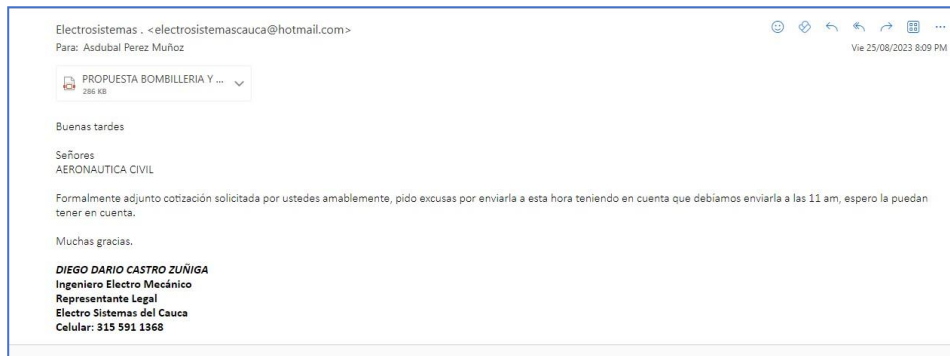 Electrosistemas . <electrosistemascauca@hotmail.com>
Para: Asdubal Perez Muñoz
Vie 25/08/2023 8:09 PM
PROPUESTA BOMBILLERIA Y ...
286 KB
Buenas tardes
Señores
AERONAUTICA CIVIL
Formalmente adjunto cotización solicitada por ustedes amablemente, pido excusas por enviarla a esta hora teniendo en cuenta que debíamos enviarla a las 11 am, espero la puedan
tener en cuenta.
Muchas gracias.
DIEGO DARIO CASTRO ZUÑIGA
Ingeniero Electro Mecánico
Representante Legal
Electro Sistemas del Cauca
Celular: 315 591 1368